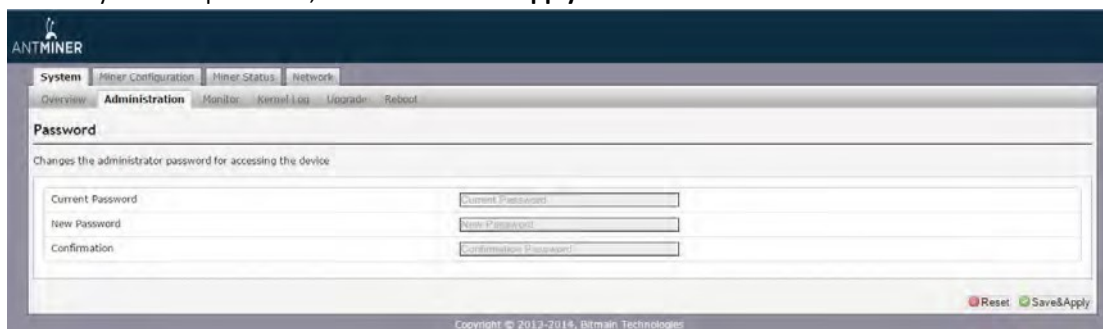 ANTMINER
System Miner Configuration Miner Status Network
Overview Administration Monitor Kernel Log Upgrade Reboot
Password
Changes the administrator password for accessing the device
Current Password Current Password
New Password New Password
Confirmation Confirmation Password
Reset Save&Apply
Copyright © 2013-2014, Bitmain Technologies